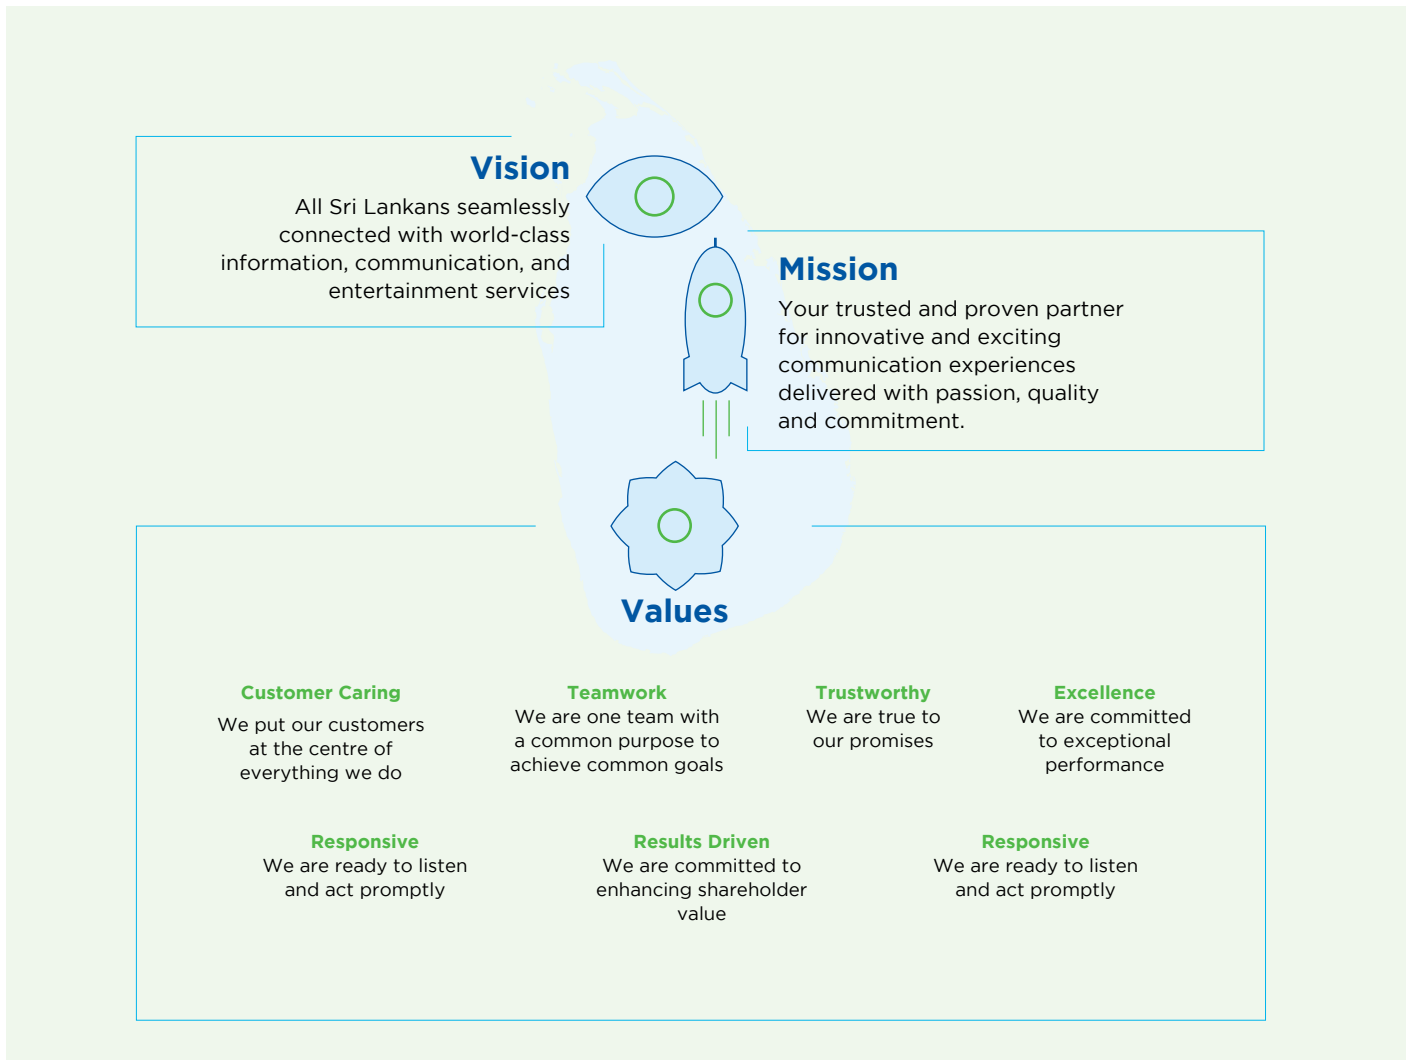 Vision
All Sri Lankans seamlessly
connected with world-class
information, communication, and
entertainment services
Mission
Your trusted and proven partner
for innovative and exciting
communication experiences
delivered with passion, quality
and commitment.
Values
Customer Caring
We put our customers
at the centre of
everything we do
Teamwork
We are one team with
a common purpose to
achieve common goals
Trustworthy
We are true to
our promises
Excellence
We are committed
to exceptional
performance
Responsive
We are ready to listen
and act promptly
Results Driven
We are committed to
enhancing shareholder
value
Responsive
We are ready to listen
and act promptly